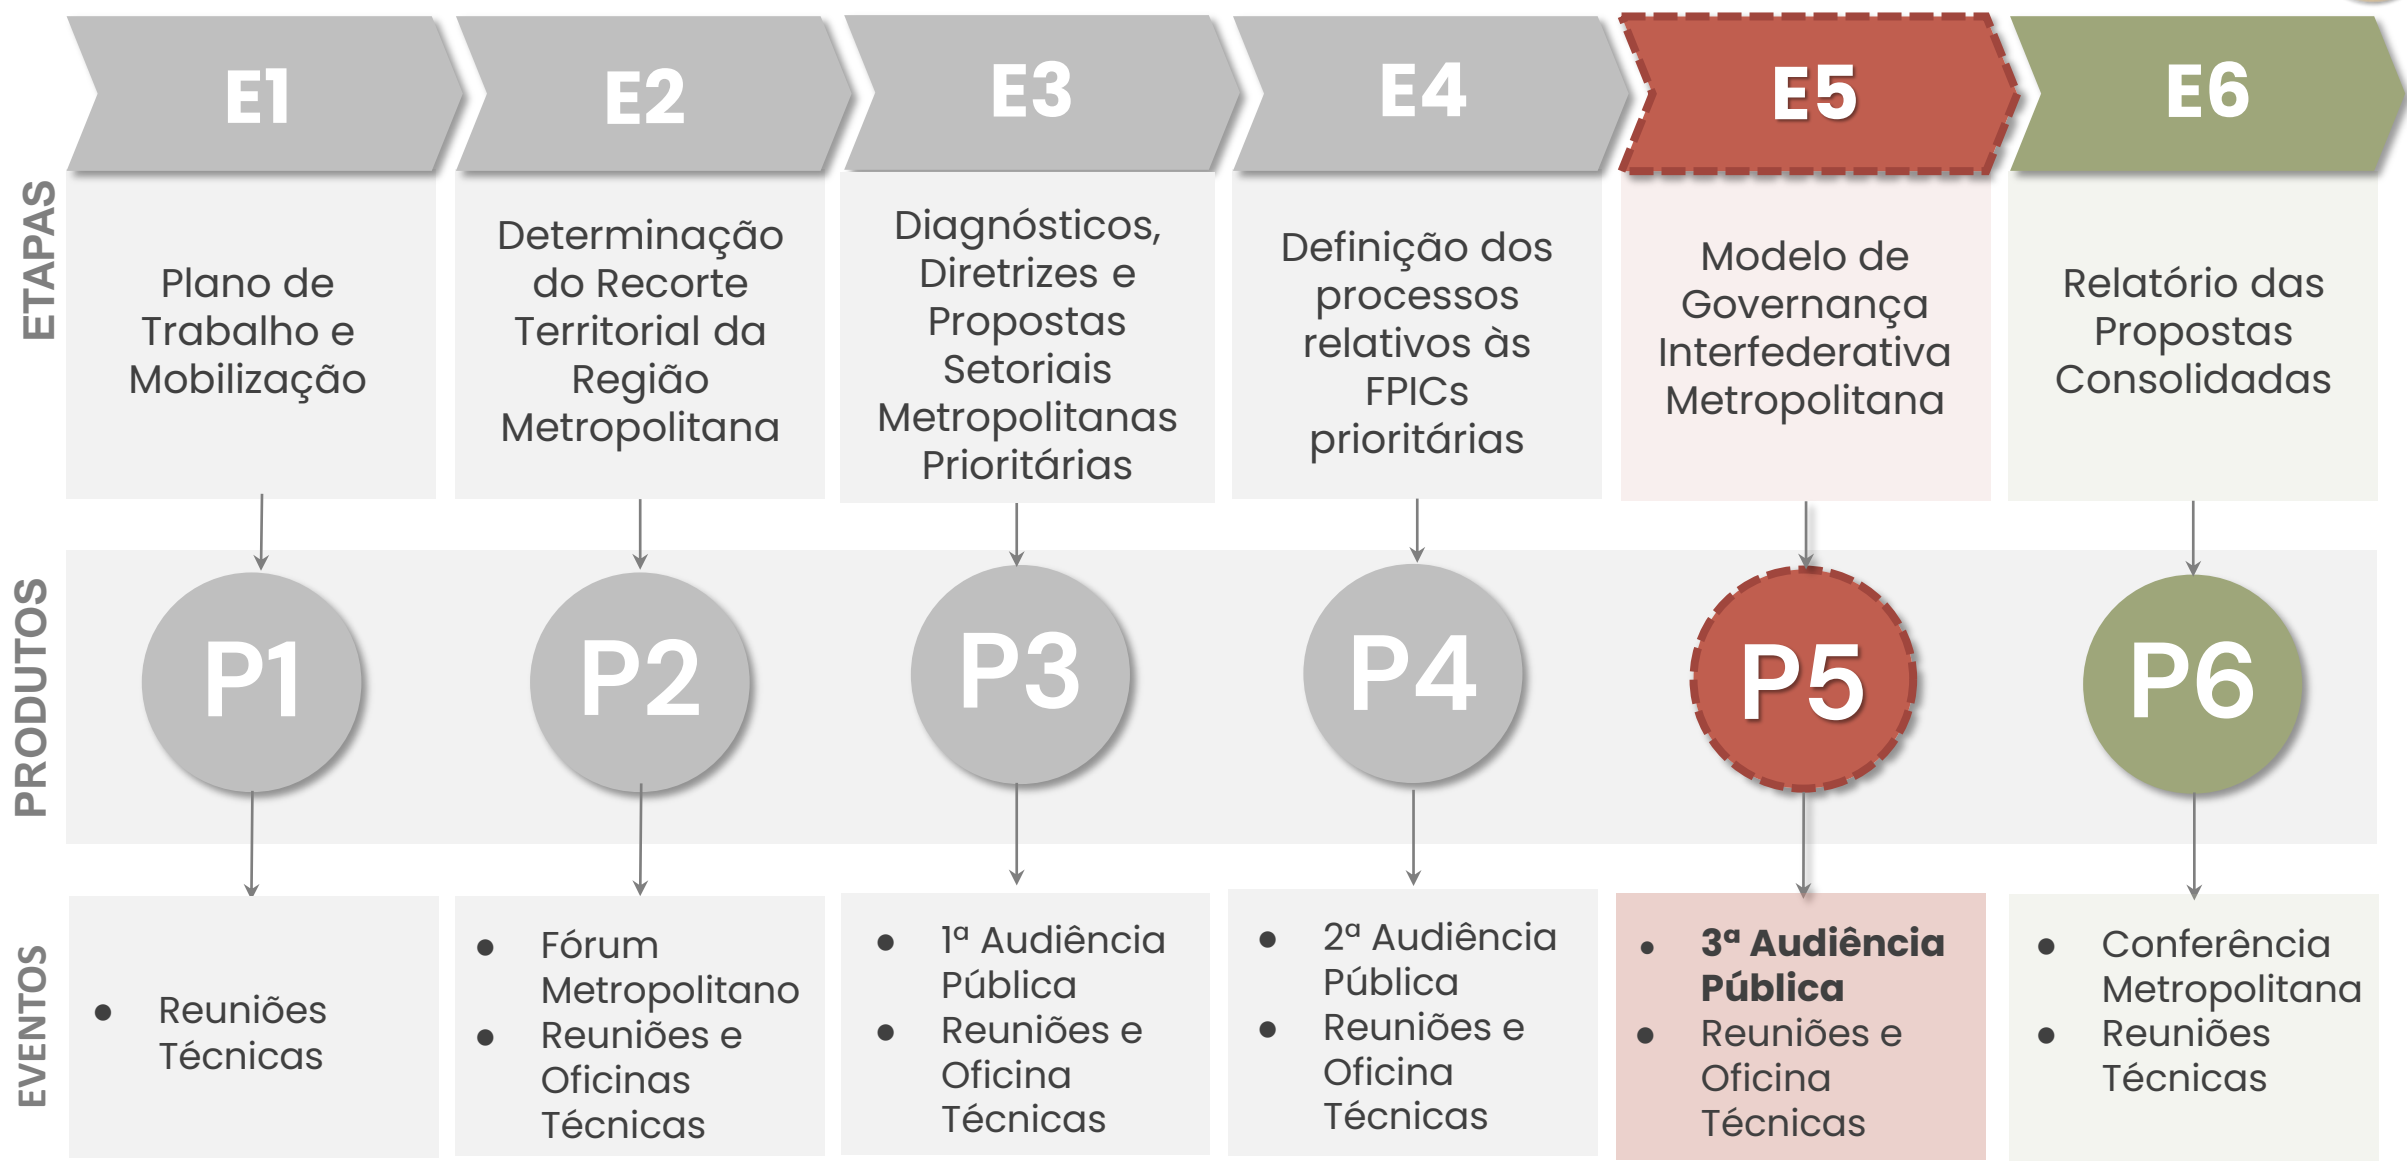 E1
E2
E3
E4
E5
E6
ETAPAS
Plano de
Trabalho e
Mobilização
Determinação
do Recorte
Territorial da
Região
Metropolitana
Diagnósticos,
Diretrizes e
Propostas
Setoriais
Metropolitanas
Prioritárias
Definição dos
processos
relativos às
FPICs
prioritárias
Modelo de
Governança
Interfederativa
Metropolitana
Relatório das
Propostas
Consolidadas
PRODUTOS
P1
P2
P3
P4
P5
P6
EVENTOS
● Reuniões
Técnicas
● Fórum
Metropolitano
● Reuniões e
Oficinas
Técnicas
● 1ª Audiência
Pública
● Reuniões e
Oficina
Técnicas
● 2ª Audiência
Pública
● Reuniões e
Oficina
Técnicas
● 3ª Audiência
Pública
● Reuniões e
Oficina
Técnicas
● Conferência
Metropolitana
● Reuniões
Técnicas